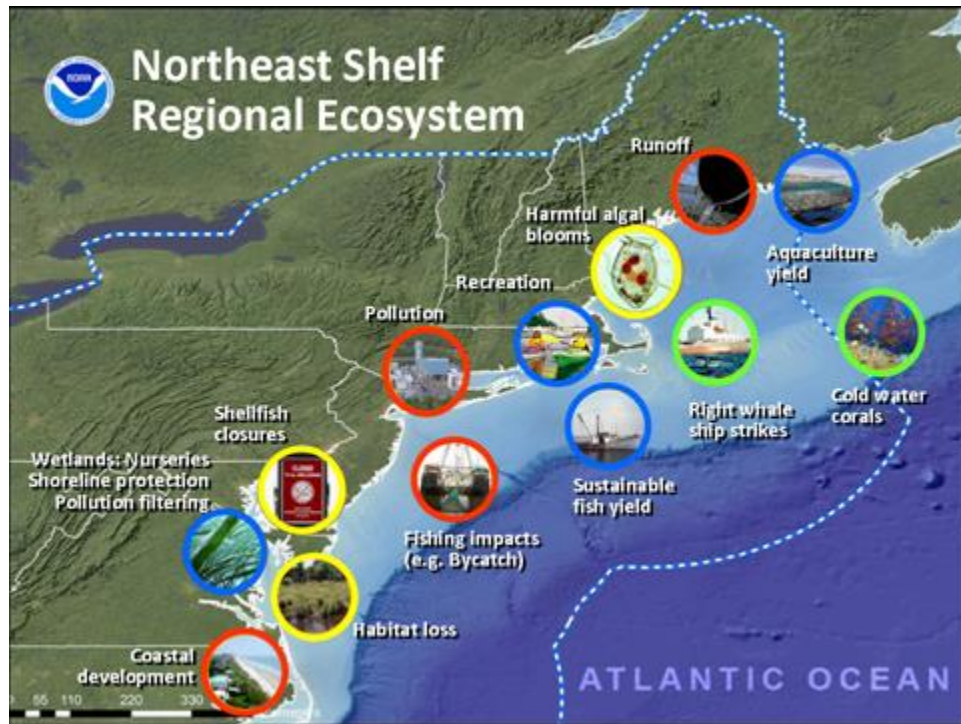 NOAA
Northeast Shelf
Regional Ecosystem
Runoff
Harmful algal
blooms
Aquaculture
yield
Recreation
Pollution
Shellfish
closures
Right whale
ship strikes
Cold water
corals
Wetlands: Nurseries
Shoreline protection
Pollution filtering
Sustainable
fish yield
Fishing impacts
(e.g. Bycatch)
Habitat loss
Coastal
development
ATLANTIC OCEAN
55 110 220 330